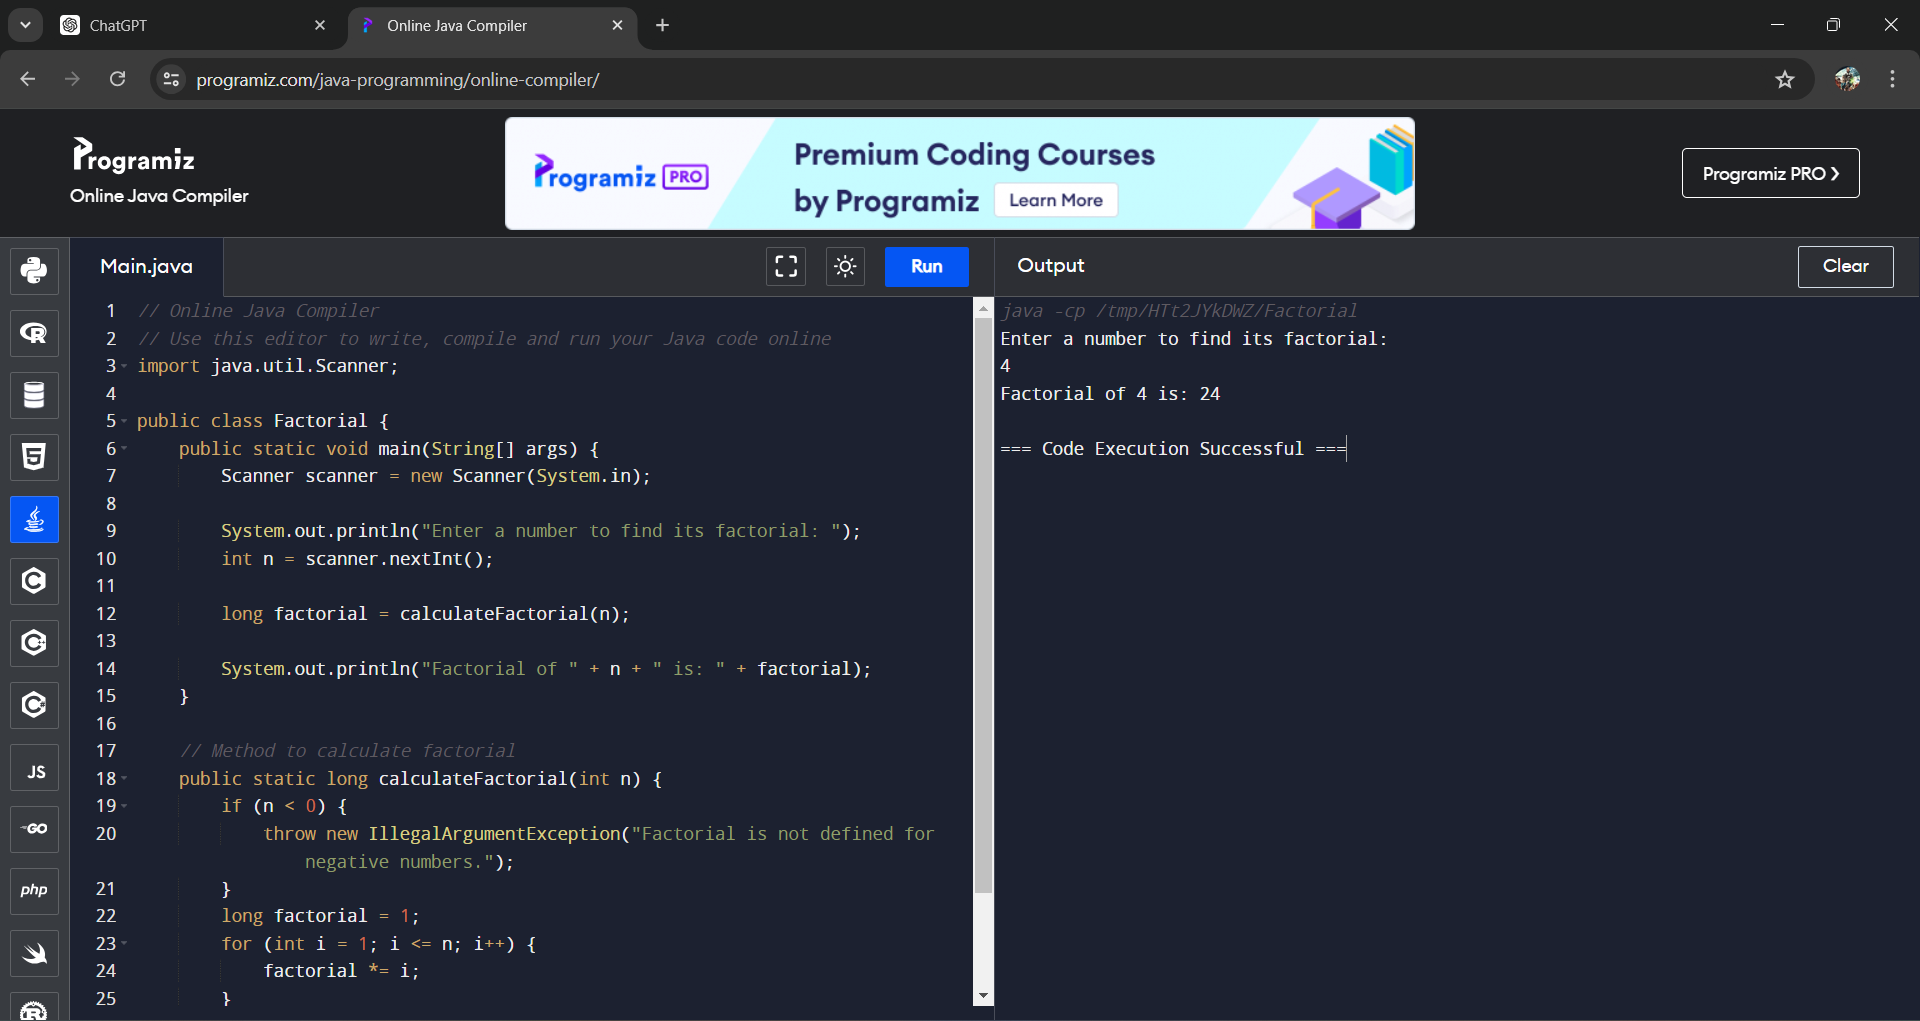 ChatGPT
Online Java Compiler
programiz.com/java-programming/online-compiler/
Programiz
Online Java Compiler
Programiz PRO
Premium Coding Courses
by Programiz
Learn More
Programiz PRO
Main.java
Run
Output
Clear
1 // Online Java Compiler
2 // Use this editor to write, compile and run your Java code online
3 import java.util.Scanner;
4
5 public class Factorial {
6 public static void main(String[] args) {
7 Scanner scanner = new Scanner(System.in);
8
9 System.out.println("Enter a number to find its factorial: ");
10 int n = scanner.nextInt();
11
12 long factorial = calculateFactorial(n);
13
14 System.out.println("Factorial of " + n + " is: " + factorial);
15 }
16
17 // Method to calculate factorial
18 public static long calculateFactorial(int n) {
19 if (n < 0) {
20 throw new IllegalArgumentException("Factorial is not defined for
negative numbers.");
21 }
22 long factorial = 1;
23 for (int i = 1; i <= n; i++) {
24 factorial *= i;
25 }
java -cp /tmp/HTt2JYkDWZ/Factorial
Enter a number to find its factorial:
4
Factorial of 4 is: 24
=== Code Execution Successful ===
R
5
C
C++
C#
JS
GO
php
R